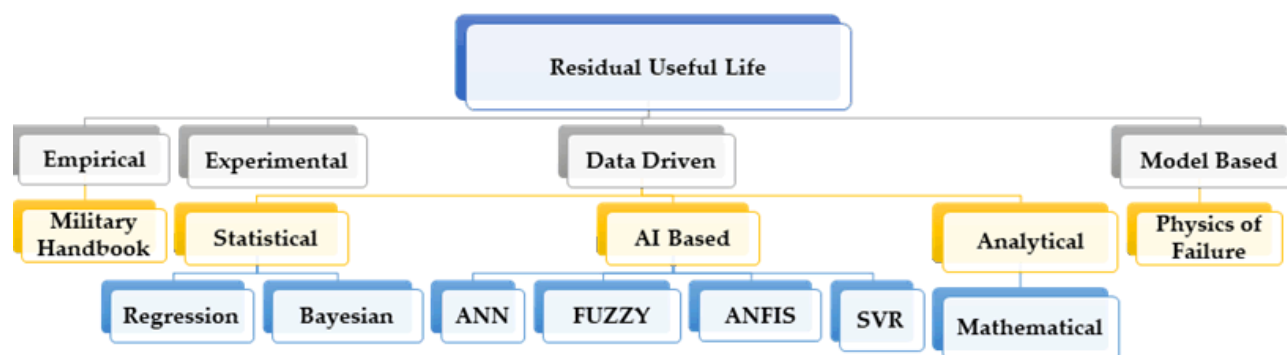 Residual Useful Life
Empirical
Experimental
Data Driven
Model Based
Military
Handbook
Statistical
AI Based
Analytical
Physics of
Failure
Regression
Bayesian
ANN
FUZZY
ANFIS
SVR
Mathematical